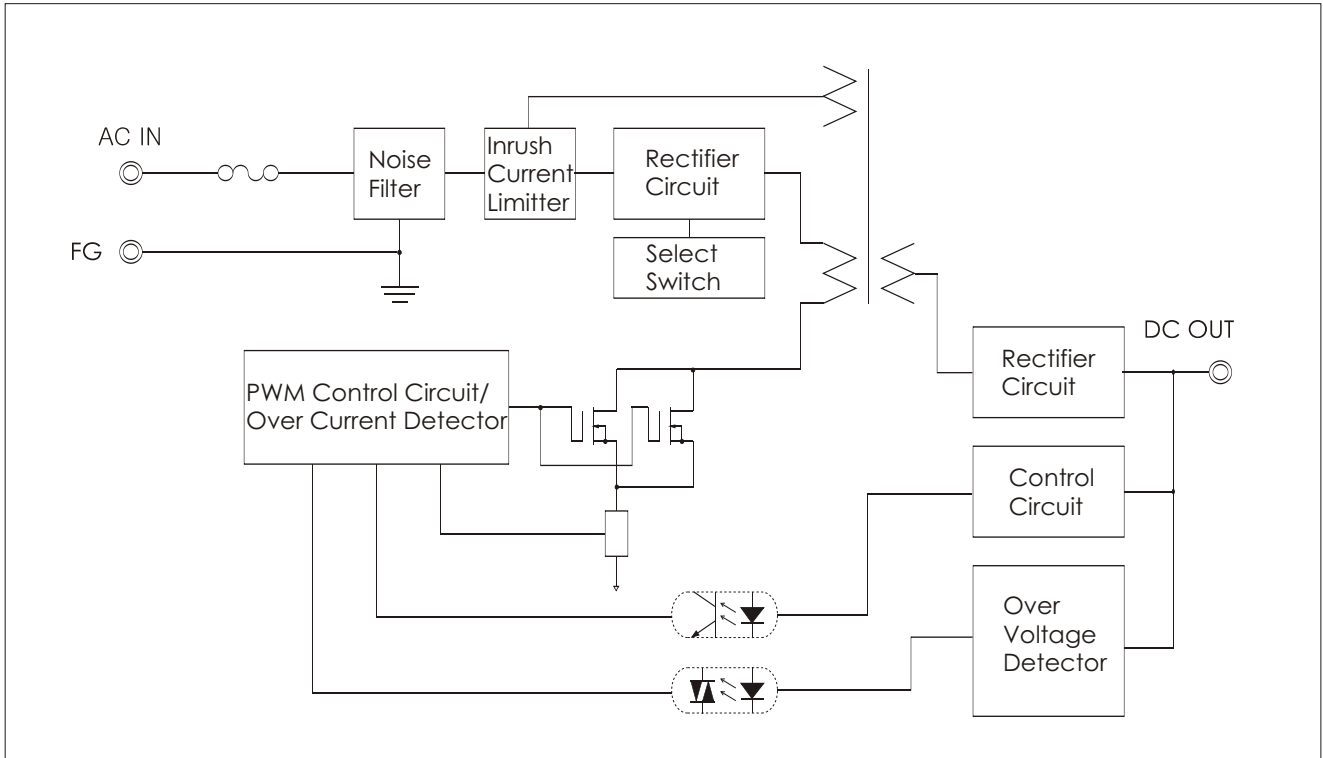 AC IN
Noise
Filter
Inrush
Current
Limitter
Rectifier
Circuit
FG
Select
Switch
DC OUT
Rectifier
Circuit
PWM Control Circuit/
Over Current Detector
Control
Circuit
Over
Voltage
Detector